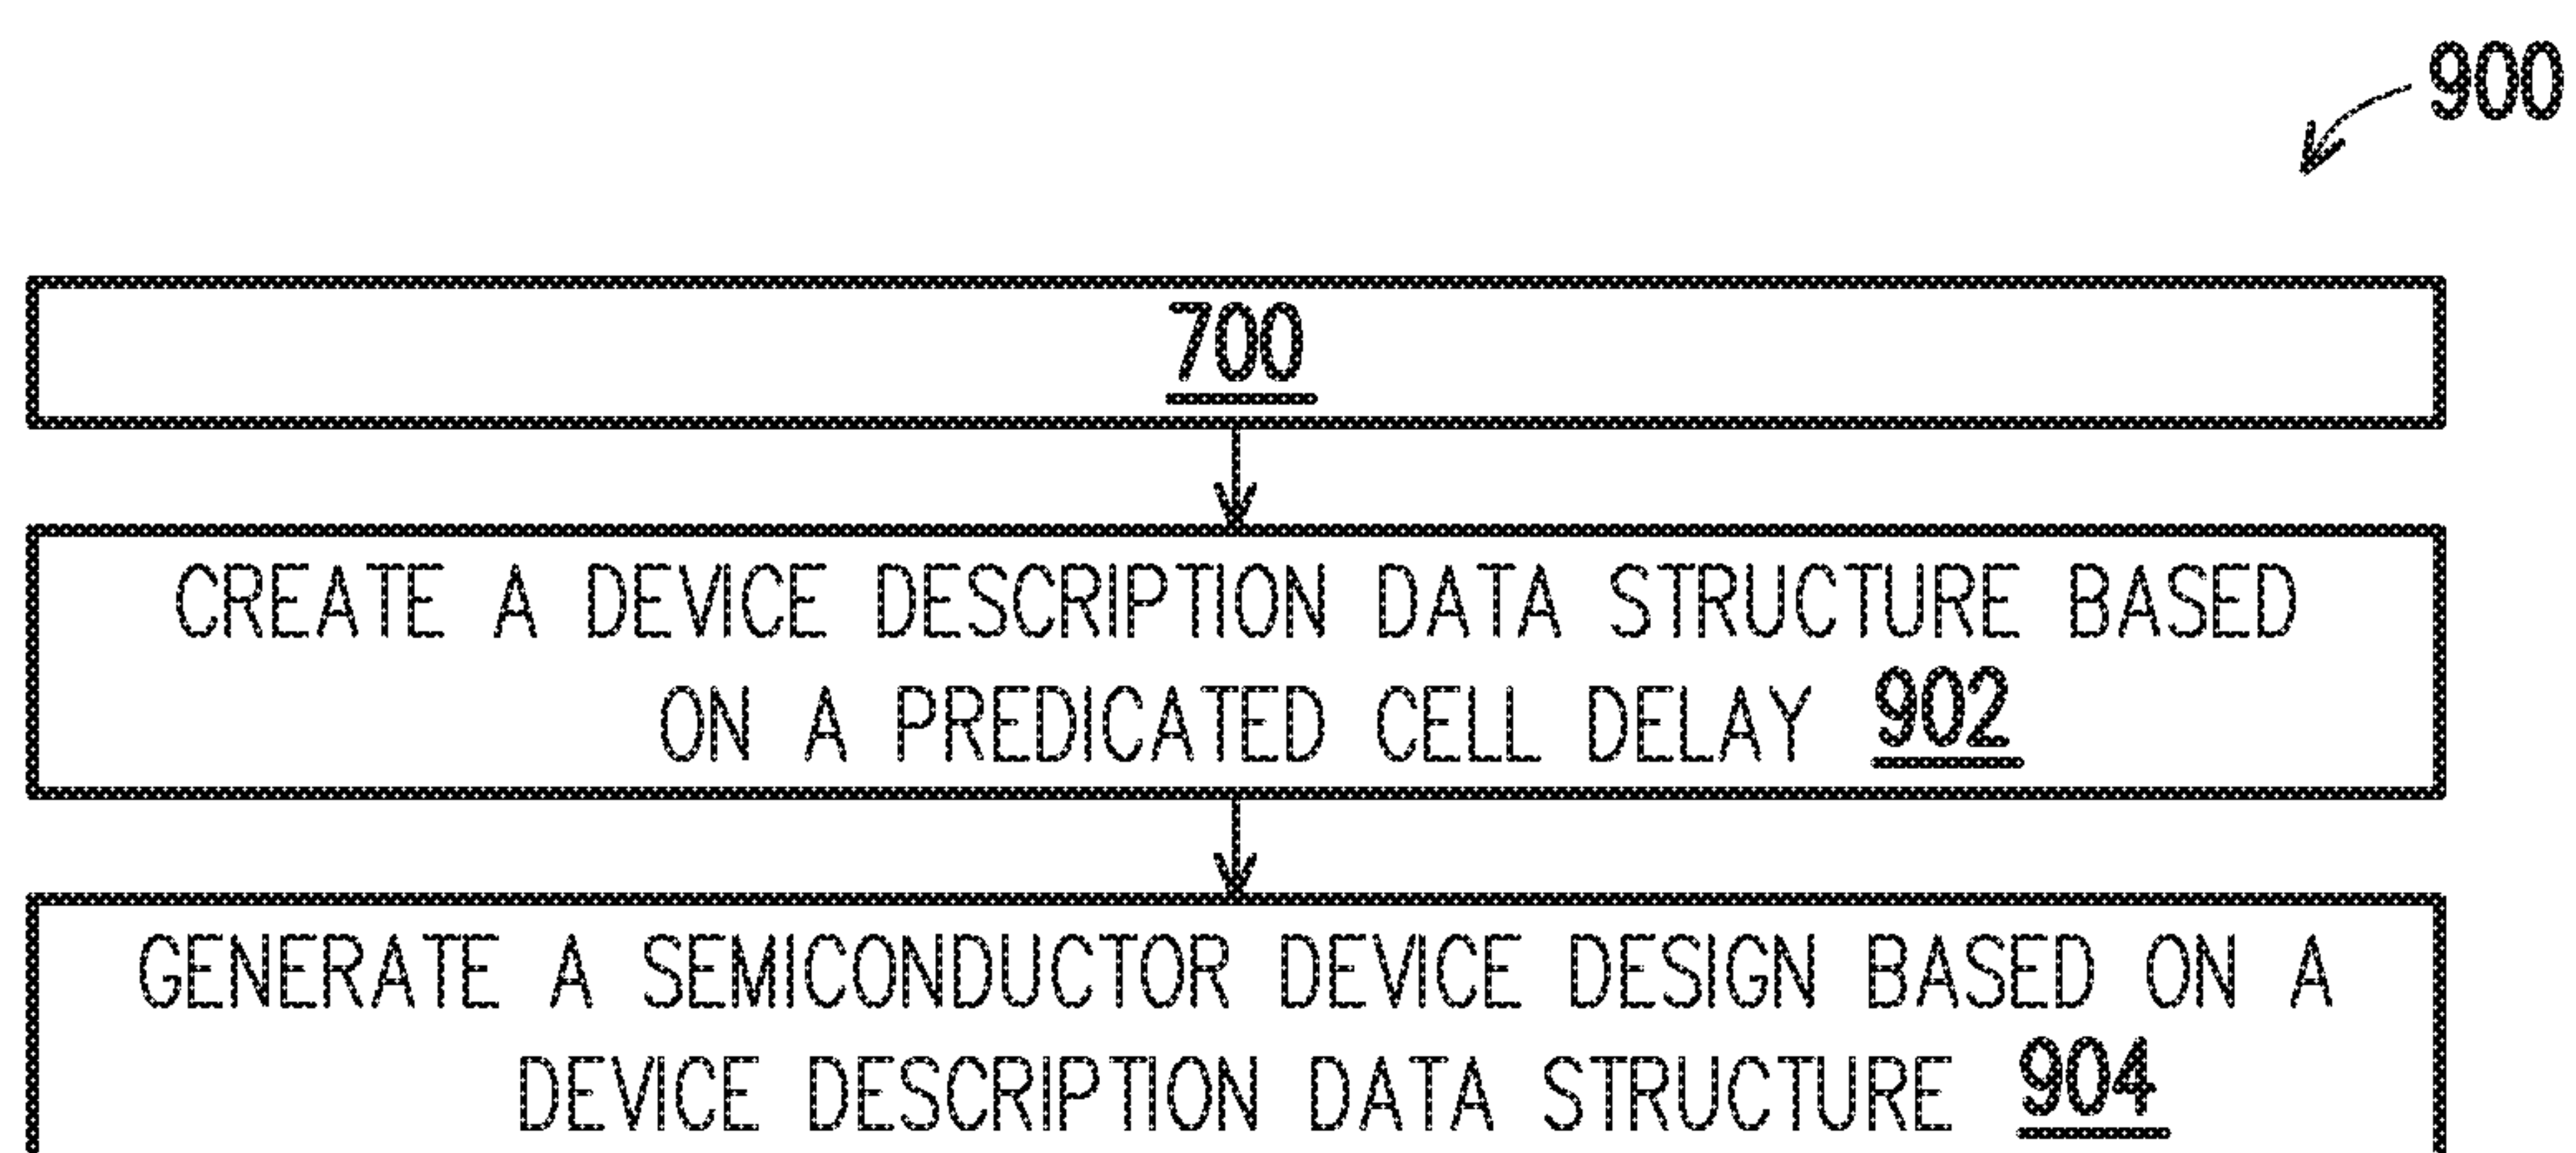 900
700
CREATE A DEVICE DESCRIPTION DATA STRUCTURE BASED
ON A PREDICATED CELL DELAY 902
GENERATE A SEMICONDUCTOR DEVICE DESIGN BASED ON A
DEVICE DESCRIPTION DATA STRUCTURE 904